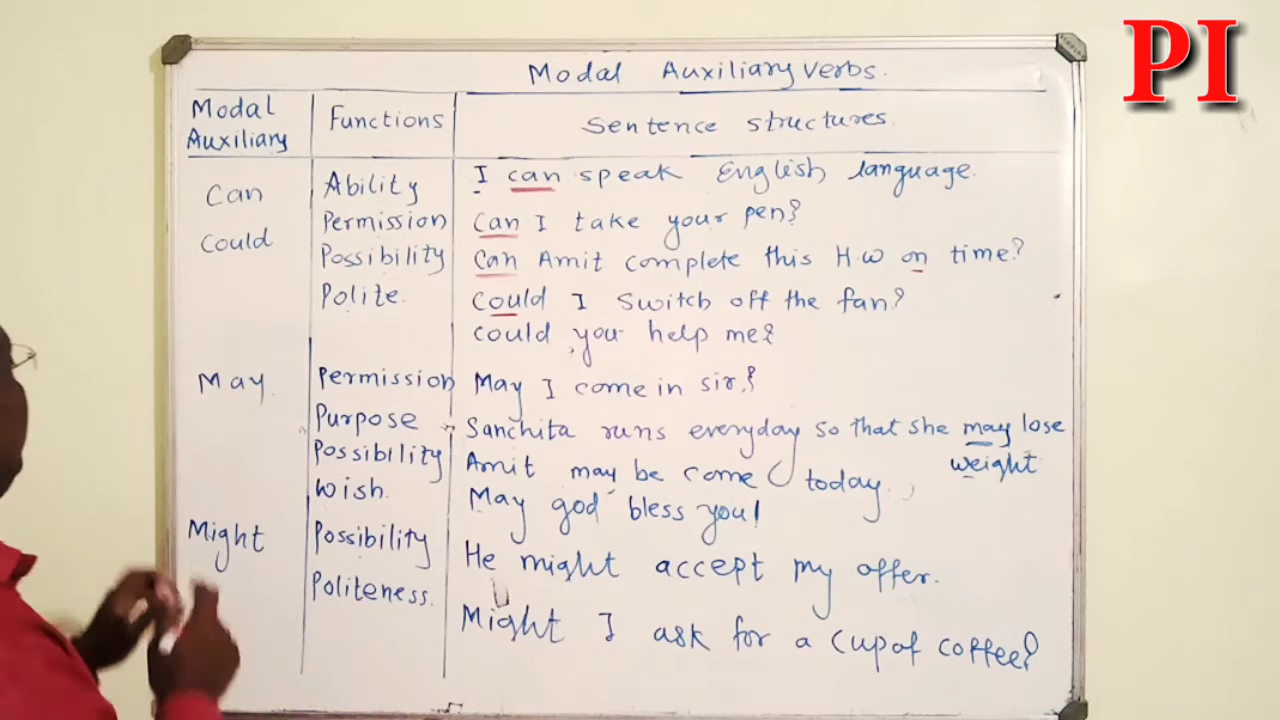 PI
Modal Auxiliary Verbs.
Modal Auxiliary
Functions
Sentence structures.
Can
Ability
I can speak English language.
Permission
Can I take your pen?
Could
Possibility
Can Amit complete this H.W on time?
Polite.
Could I switch off the fan?
could you help me?
May
Permission
May I come in sir?
Purpose
Sanchita runs everyday so that she may lose
weight
Possibility
Amit may be come today.
Wish.
May god bless you!
Might
Possibility
He might accept my offer.
Politeness.
Might I ask for a cup of coffee?